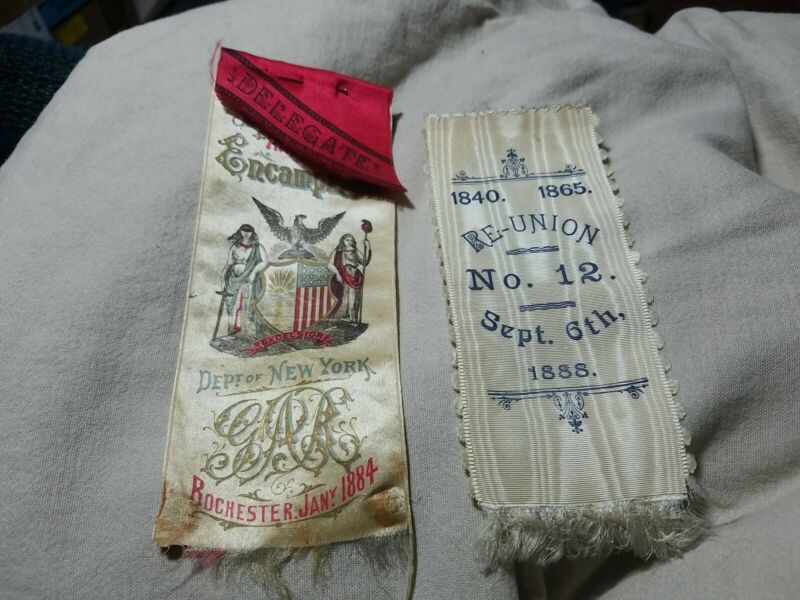 DELEGATE
Encamp
EXCELSIOR
DEPT OF NEW YORK
GAR
ROCHESTER. JANY 1884
1840. 1865.
RE-UNION
No. 12.
Sept. 6th,
1888.